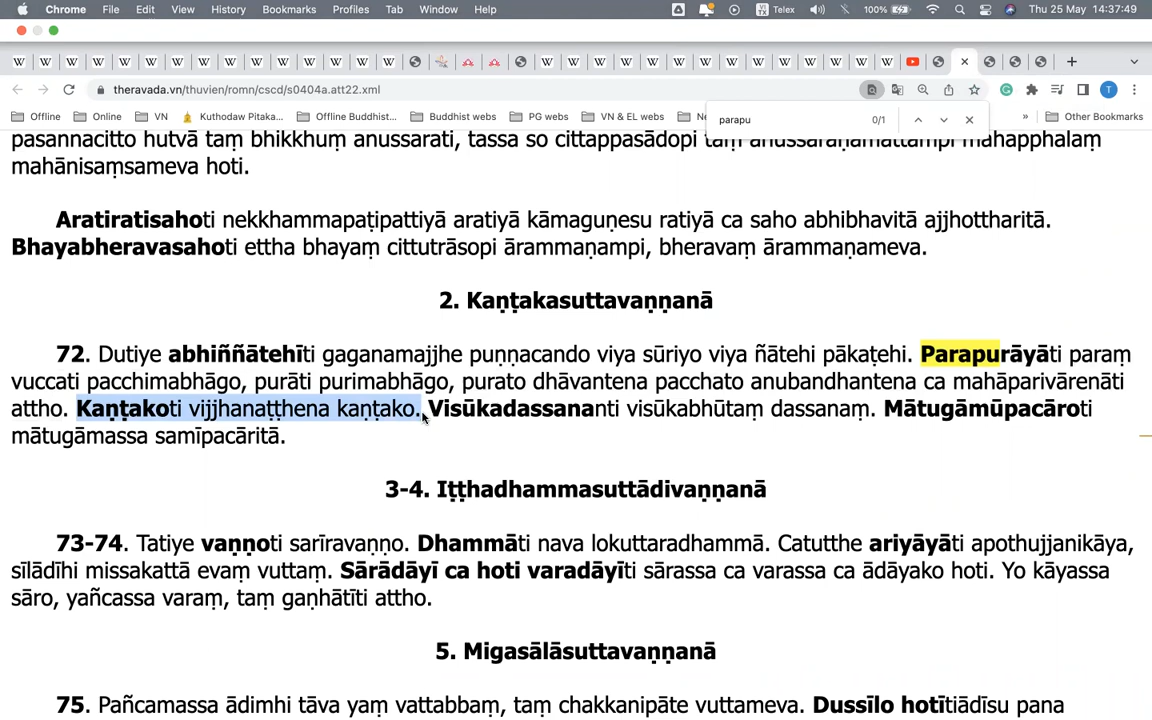 Chrome File Edit View History Bookmarks Profiles Tab Window Help Telex 100% Thu 25 May 14:37:49
theravada.vn/thuvien/romn/cscd/s0404a.att22.xml
Offline Online VN Kuthodaw Pitaka... Offline Buddhist... Buddhist webs PG webs VN & EL webs » Other Bookmarks
parapu 0/1
pasannacitto hutvā taṃ bhikkhuṃ anussarati, tassa so cittappasādopi taṃ anussaraṇamattampi mahapphalaṃ
mahānisaṃsameva hoti.
Aratiratisahoti nekkhammapaṭipattiyā aratiyā kāmaguṇesu ratiyā ca saho abhibhavitā ajjhottharitā.
Bhayabheravasahoti ettha bhayaṃ cittutrāsopi ārammaṇampi, bheravaṃ ārammaṇameva.
2. Kaṇṭakasuttavaṇṇanā
72. Dutiye abhiññātehīti gaganamajjhe puṇṇacando viya sūriyo viya ñātehi pākaṭehi. Parapurāyāti paraṃ
vuccati pacchimabhāgo, purāti purimabhāgo, purato dhāvantena pacchato anubandhantena ca mahāparivārenāti
attho. Kaṇṭakoti vijjhanaṭṭhena kaṇṭako. Visūkadassananti visūkabhūtaṃ dassanaṃ. Mātugāmūpacāroti
mātugāmassa samīpacāritā.
3-4. Iṭṭhadhammasuttādivaṇṇanā
73-74. Tatiye vaṇṇoti sarīravaṇṇo. Dhammāti nava lokuttaradhammā. Catutthe ariyāyāti apothujjanikāya,
sīlādīhi missakattā evaṃ vuttaṃ. Sārādāyī ca hoti varadāyīti sārassa ca varassa ca ādāyako hoti. Yo kāyassa
sāro, yañcassa varaṃ, taṃ gaṇhātīti attho.
5. Migasālāsuttavaṇṇanā
75. Pañcamassa ādimhi tāva yaṃ vattabbaṃ, taṃ chakkanipāte vuttameva. Dussīlo hotītiādīsu pana